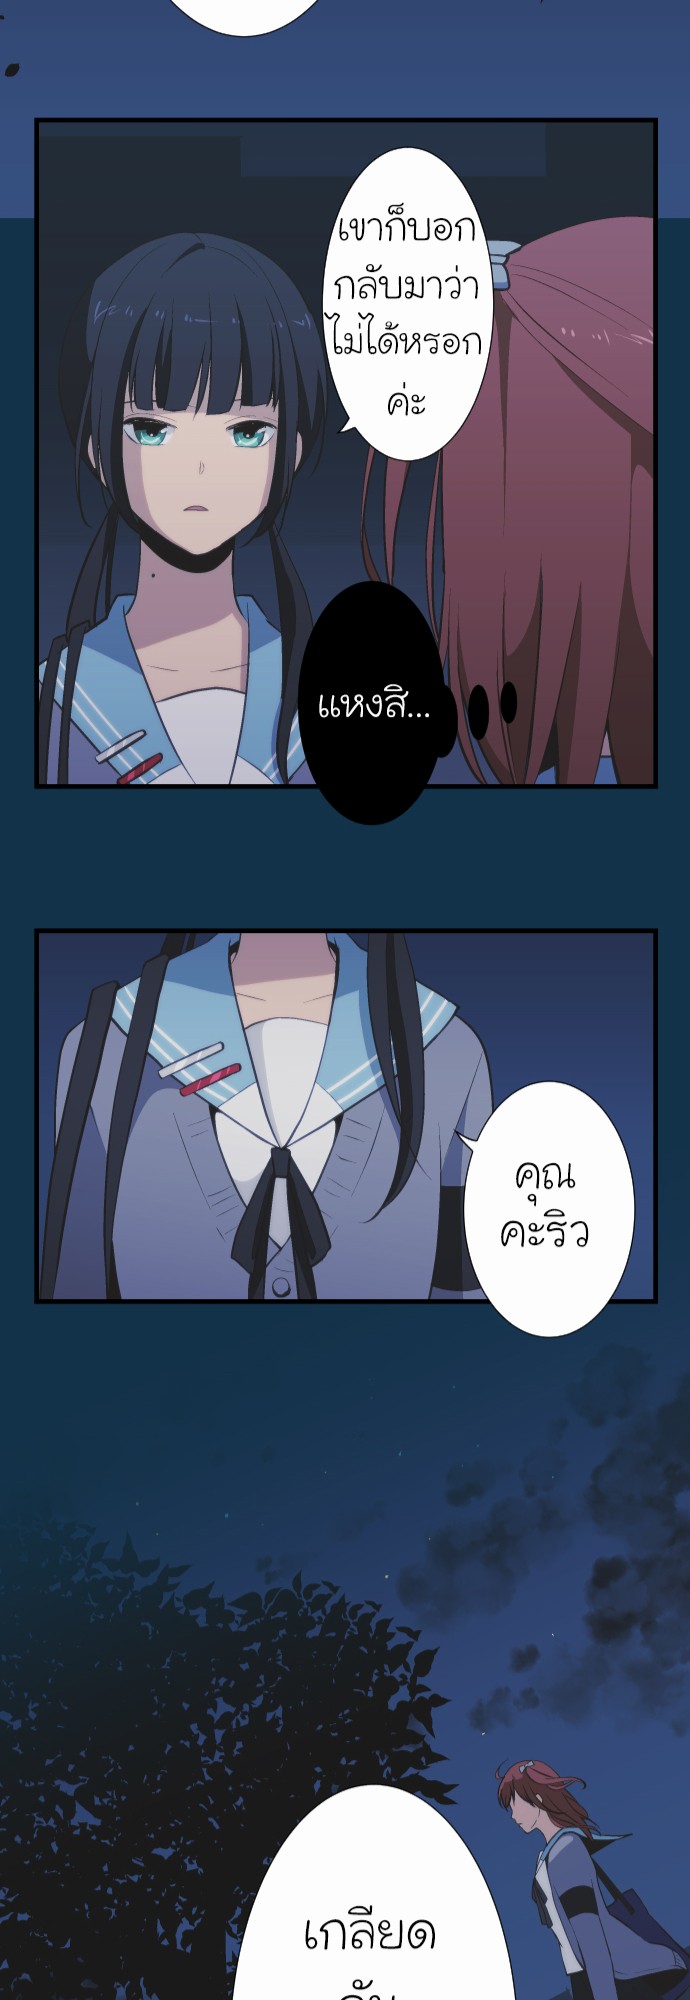 เขาก็บอก
กลับมาว่า
ไม่ได้หรอก
ค่ะ
แหงสิ...
คุณ
คะริว
เกลียด